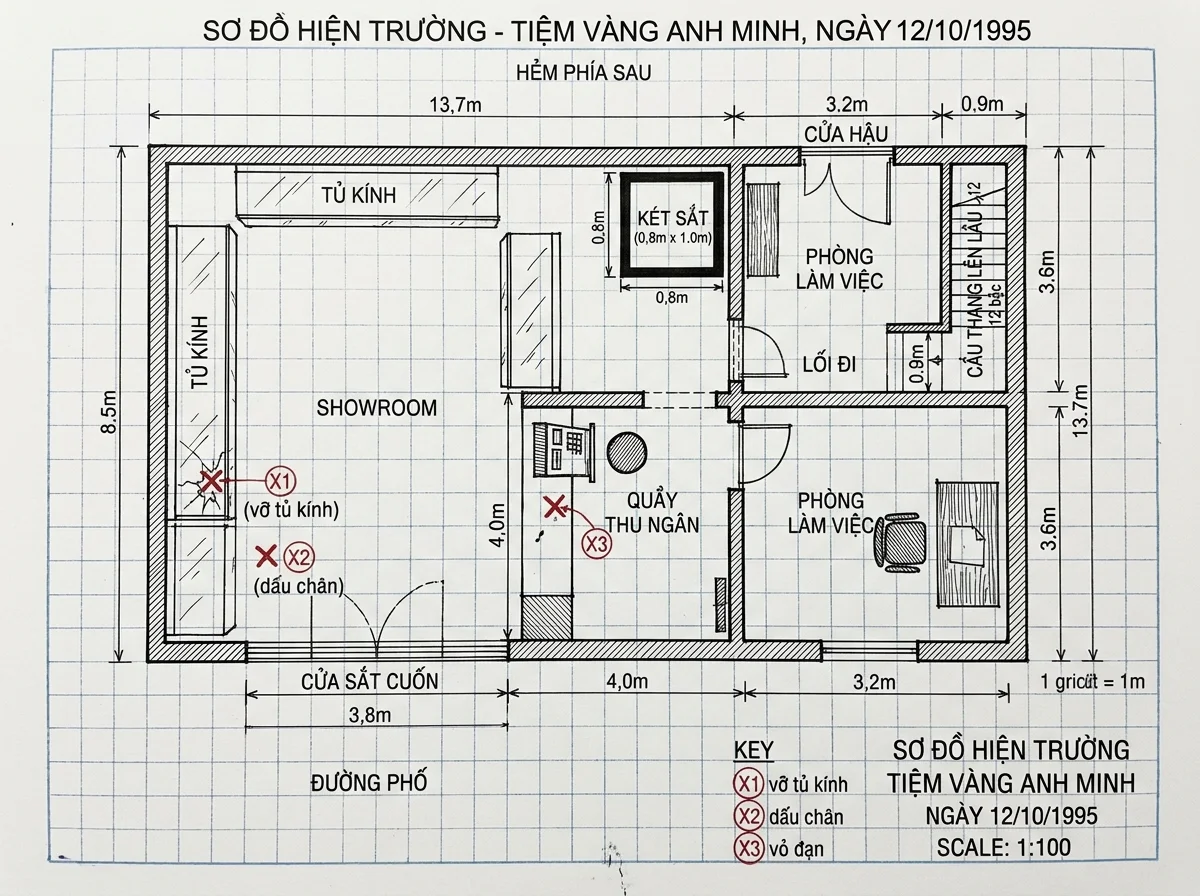 SƠ ĐỒ HIỆN TRƯỜNG - TIỆM VÀNG ANH MINH, NGÀY 12/10/1995
HẺM PHÍA SAU
13,7m
3.2m
0,9m
CỬA HẬU
TỦ KÍNH
0.8m
KÉT SẮT
(0,8m x 1.0m)
0,8m
PHÒNG
LÀM VIỆC
CẦU THANG LÊN LẦU
12
12 bậc
3.6m
TỦ KÍNH
LỐI ĐI
0.9m
8.5m
SHOWROOM
13.7m
X1
(vỡ tủ kính)
QUẦY
THU NGÂN
PHÒNG
LÀM VIỆC
4,0m
X3
3.6m
X2
(dấu chân)
CỬA SẮT CUỐN
4,0m
3,2m
1 = 1m
3,8m
ĐƯỜNG PHỐ
KEY
X1 vỡ tủ kính
X2 dấu chân
X3 vỏ đạn
SƠ ĐỒ HIỆN TRƯỜNG
TIỆM VÀNG ANH MINH
NGÀY 12/10/1995
SCALE: 1:100